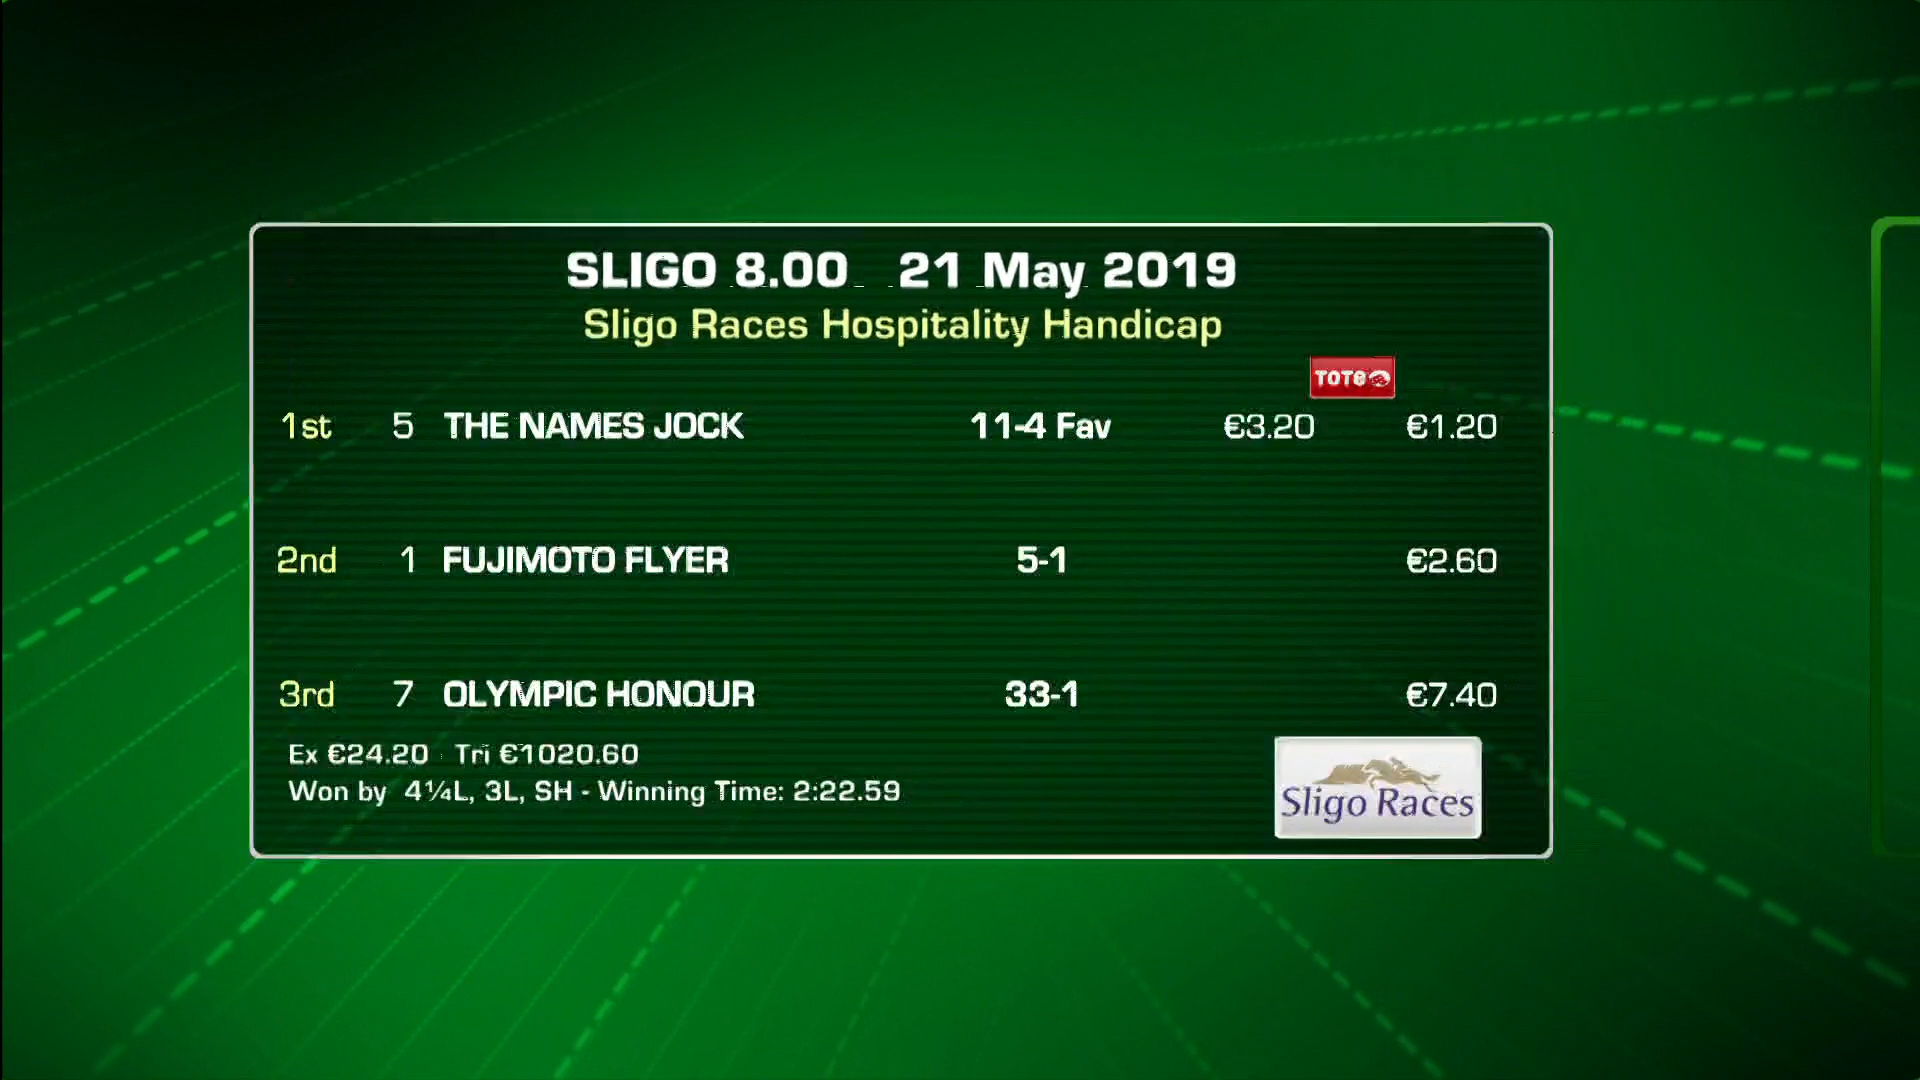 SLIGO 8.00 21 May 2019
Sligo Races Hospitality Handicap
TOTE
1st 5 THE NAMES JOCK 11-4 Fav €3.20 €1.20
2nd 1 FUJIMOTO FLYER 5-1 €2.60
3rd 7 OLYMPIC HONOUR 33-1 €7.40
Ex €24.20 Tri €1020.60
Won by 4¼L, 3L, SH - Winning Time: 2:22.59
Sligo Races